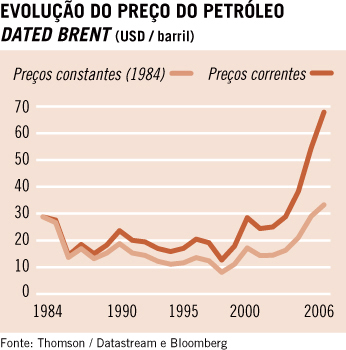 EVOLUÇÃO DO PREÇO DO PETRÓLEO
DATED BRENT (USD / barril)
Preços constantes (1984) Preços correntes
70
60
50
40
30
20
10
0
1984 1990 1995 2000 2006
Fonte: Thomson / Datastream e Bloomberg